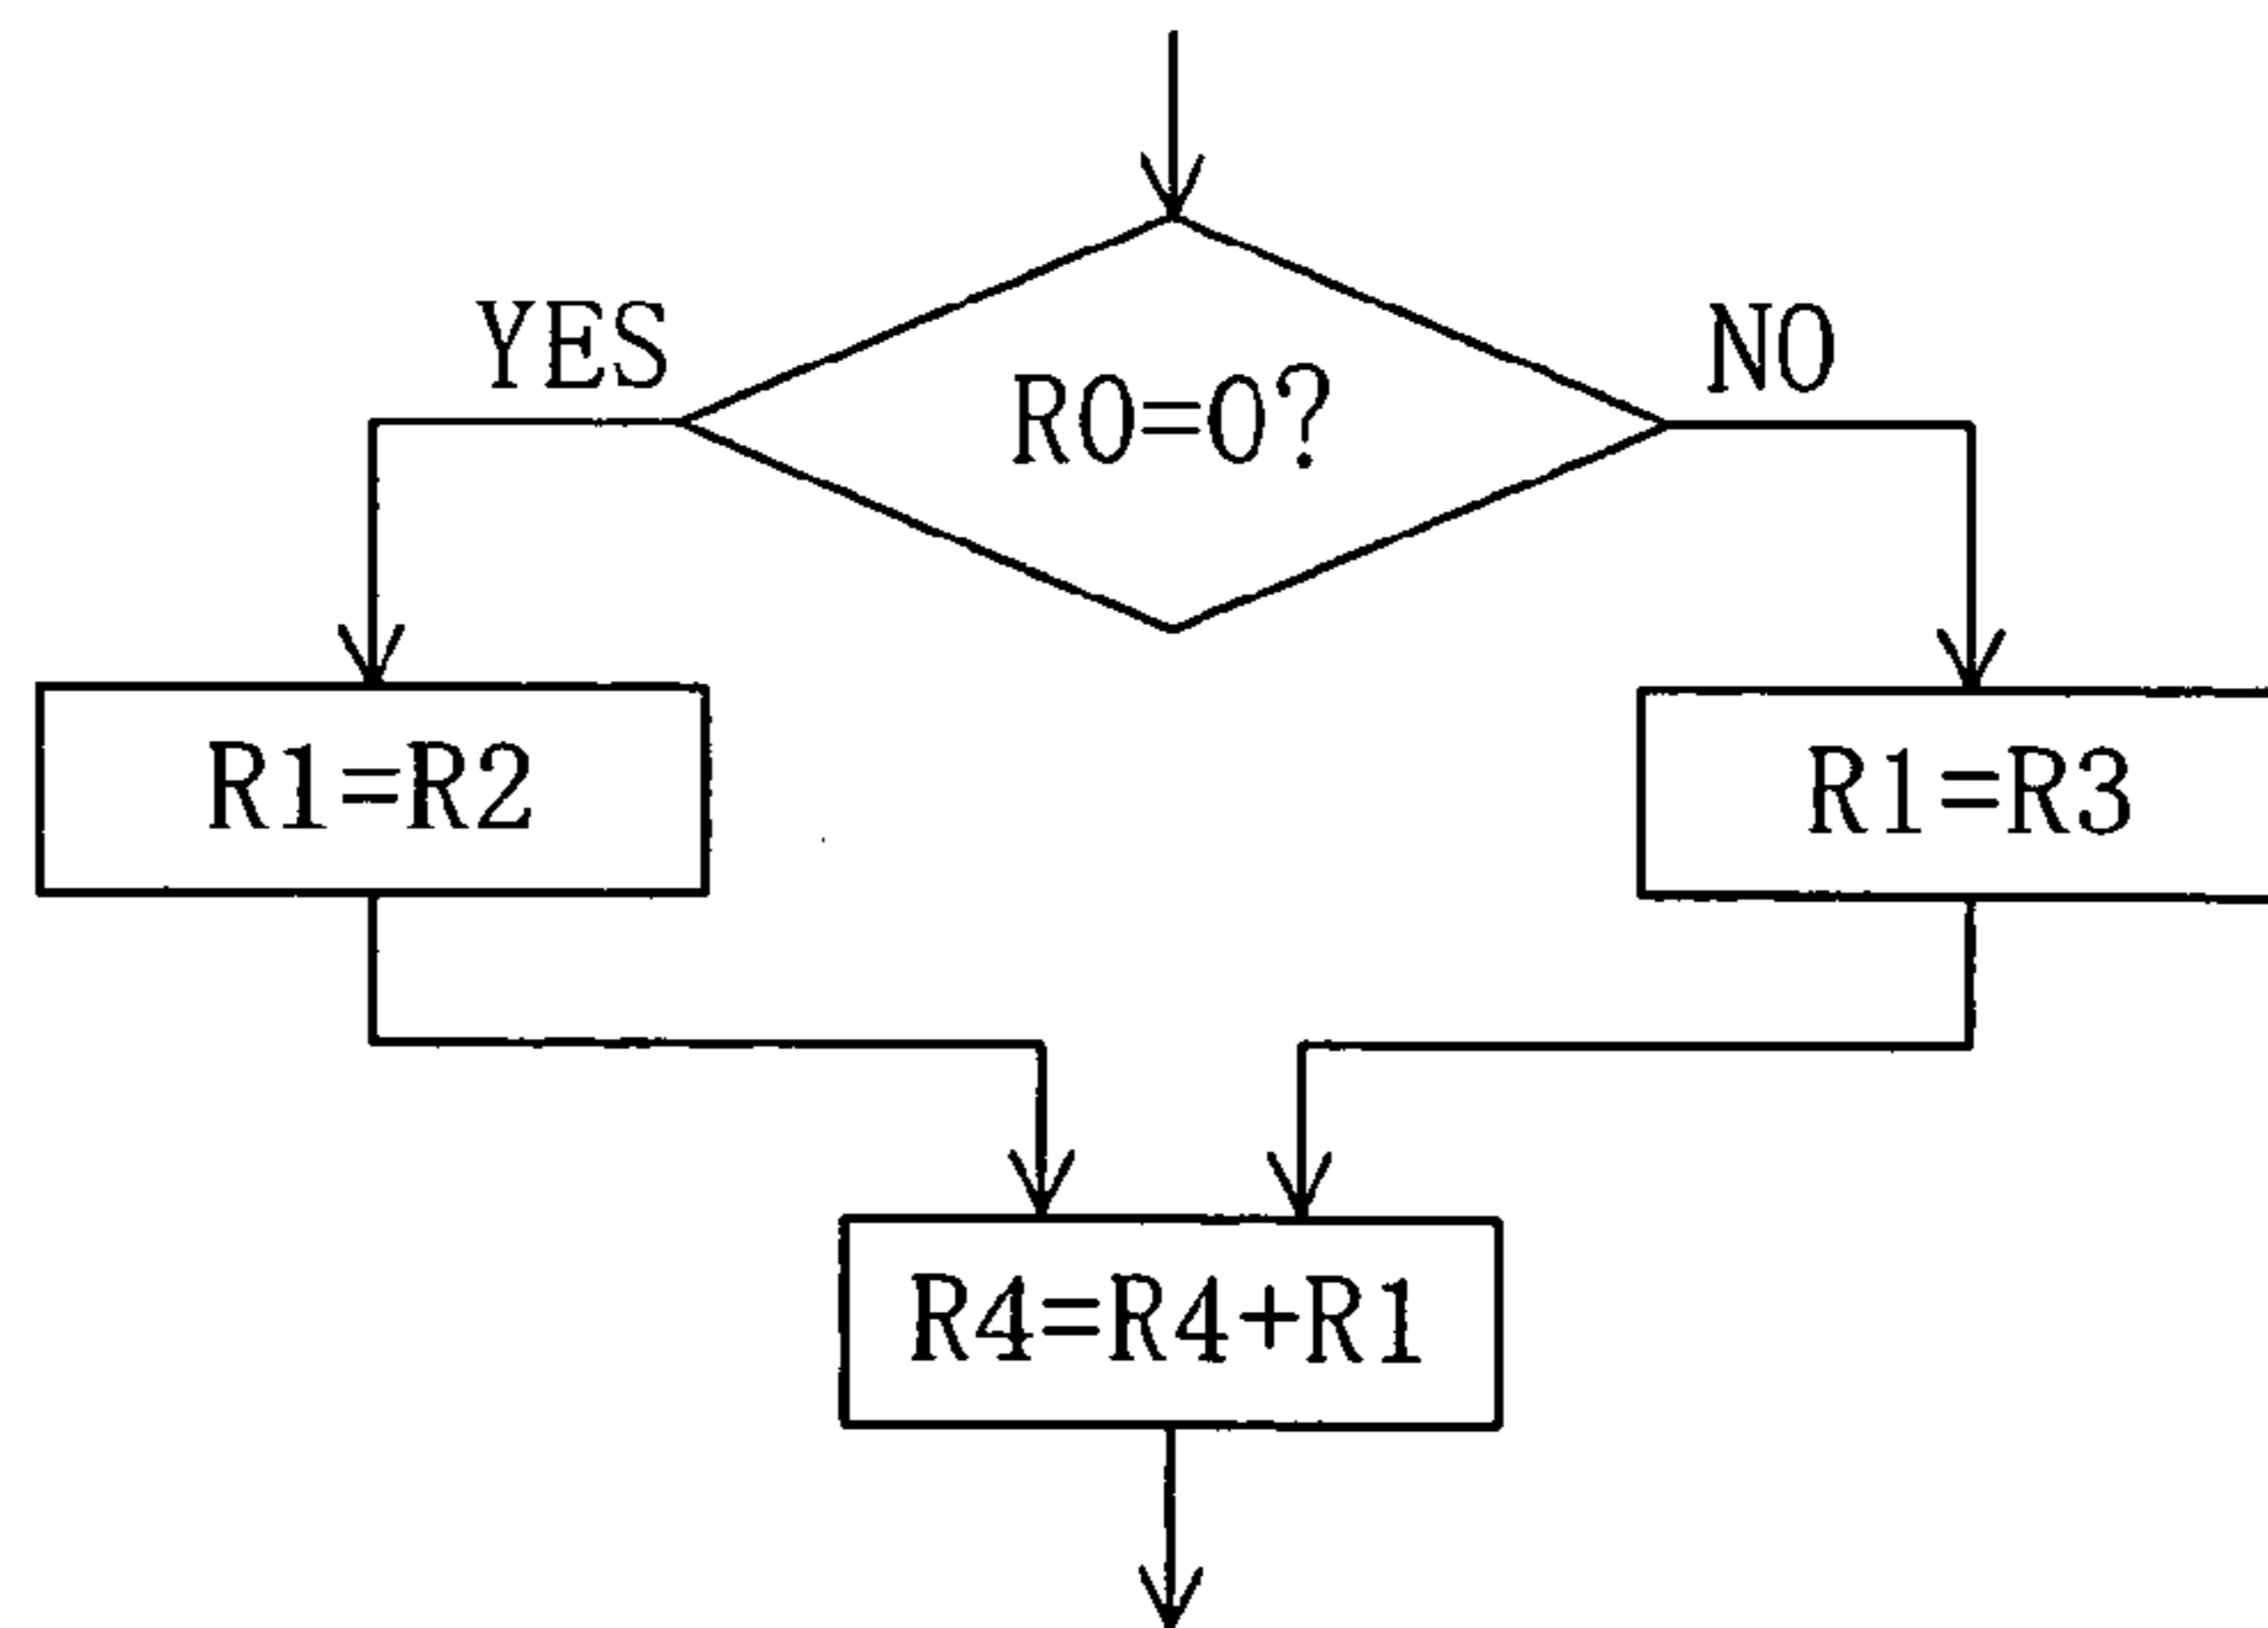 YES
R0=0?
NO
R1=R2
R1=R3
R4=R4+R1